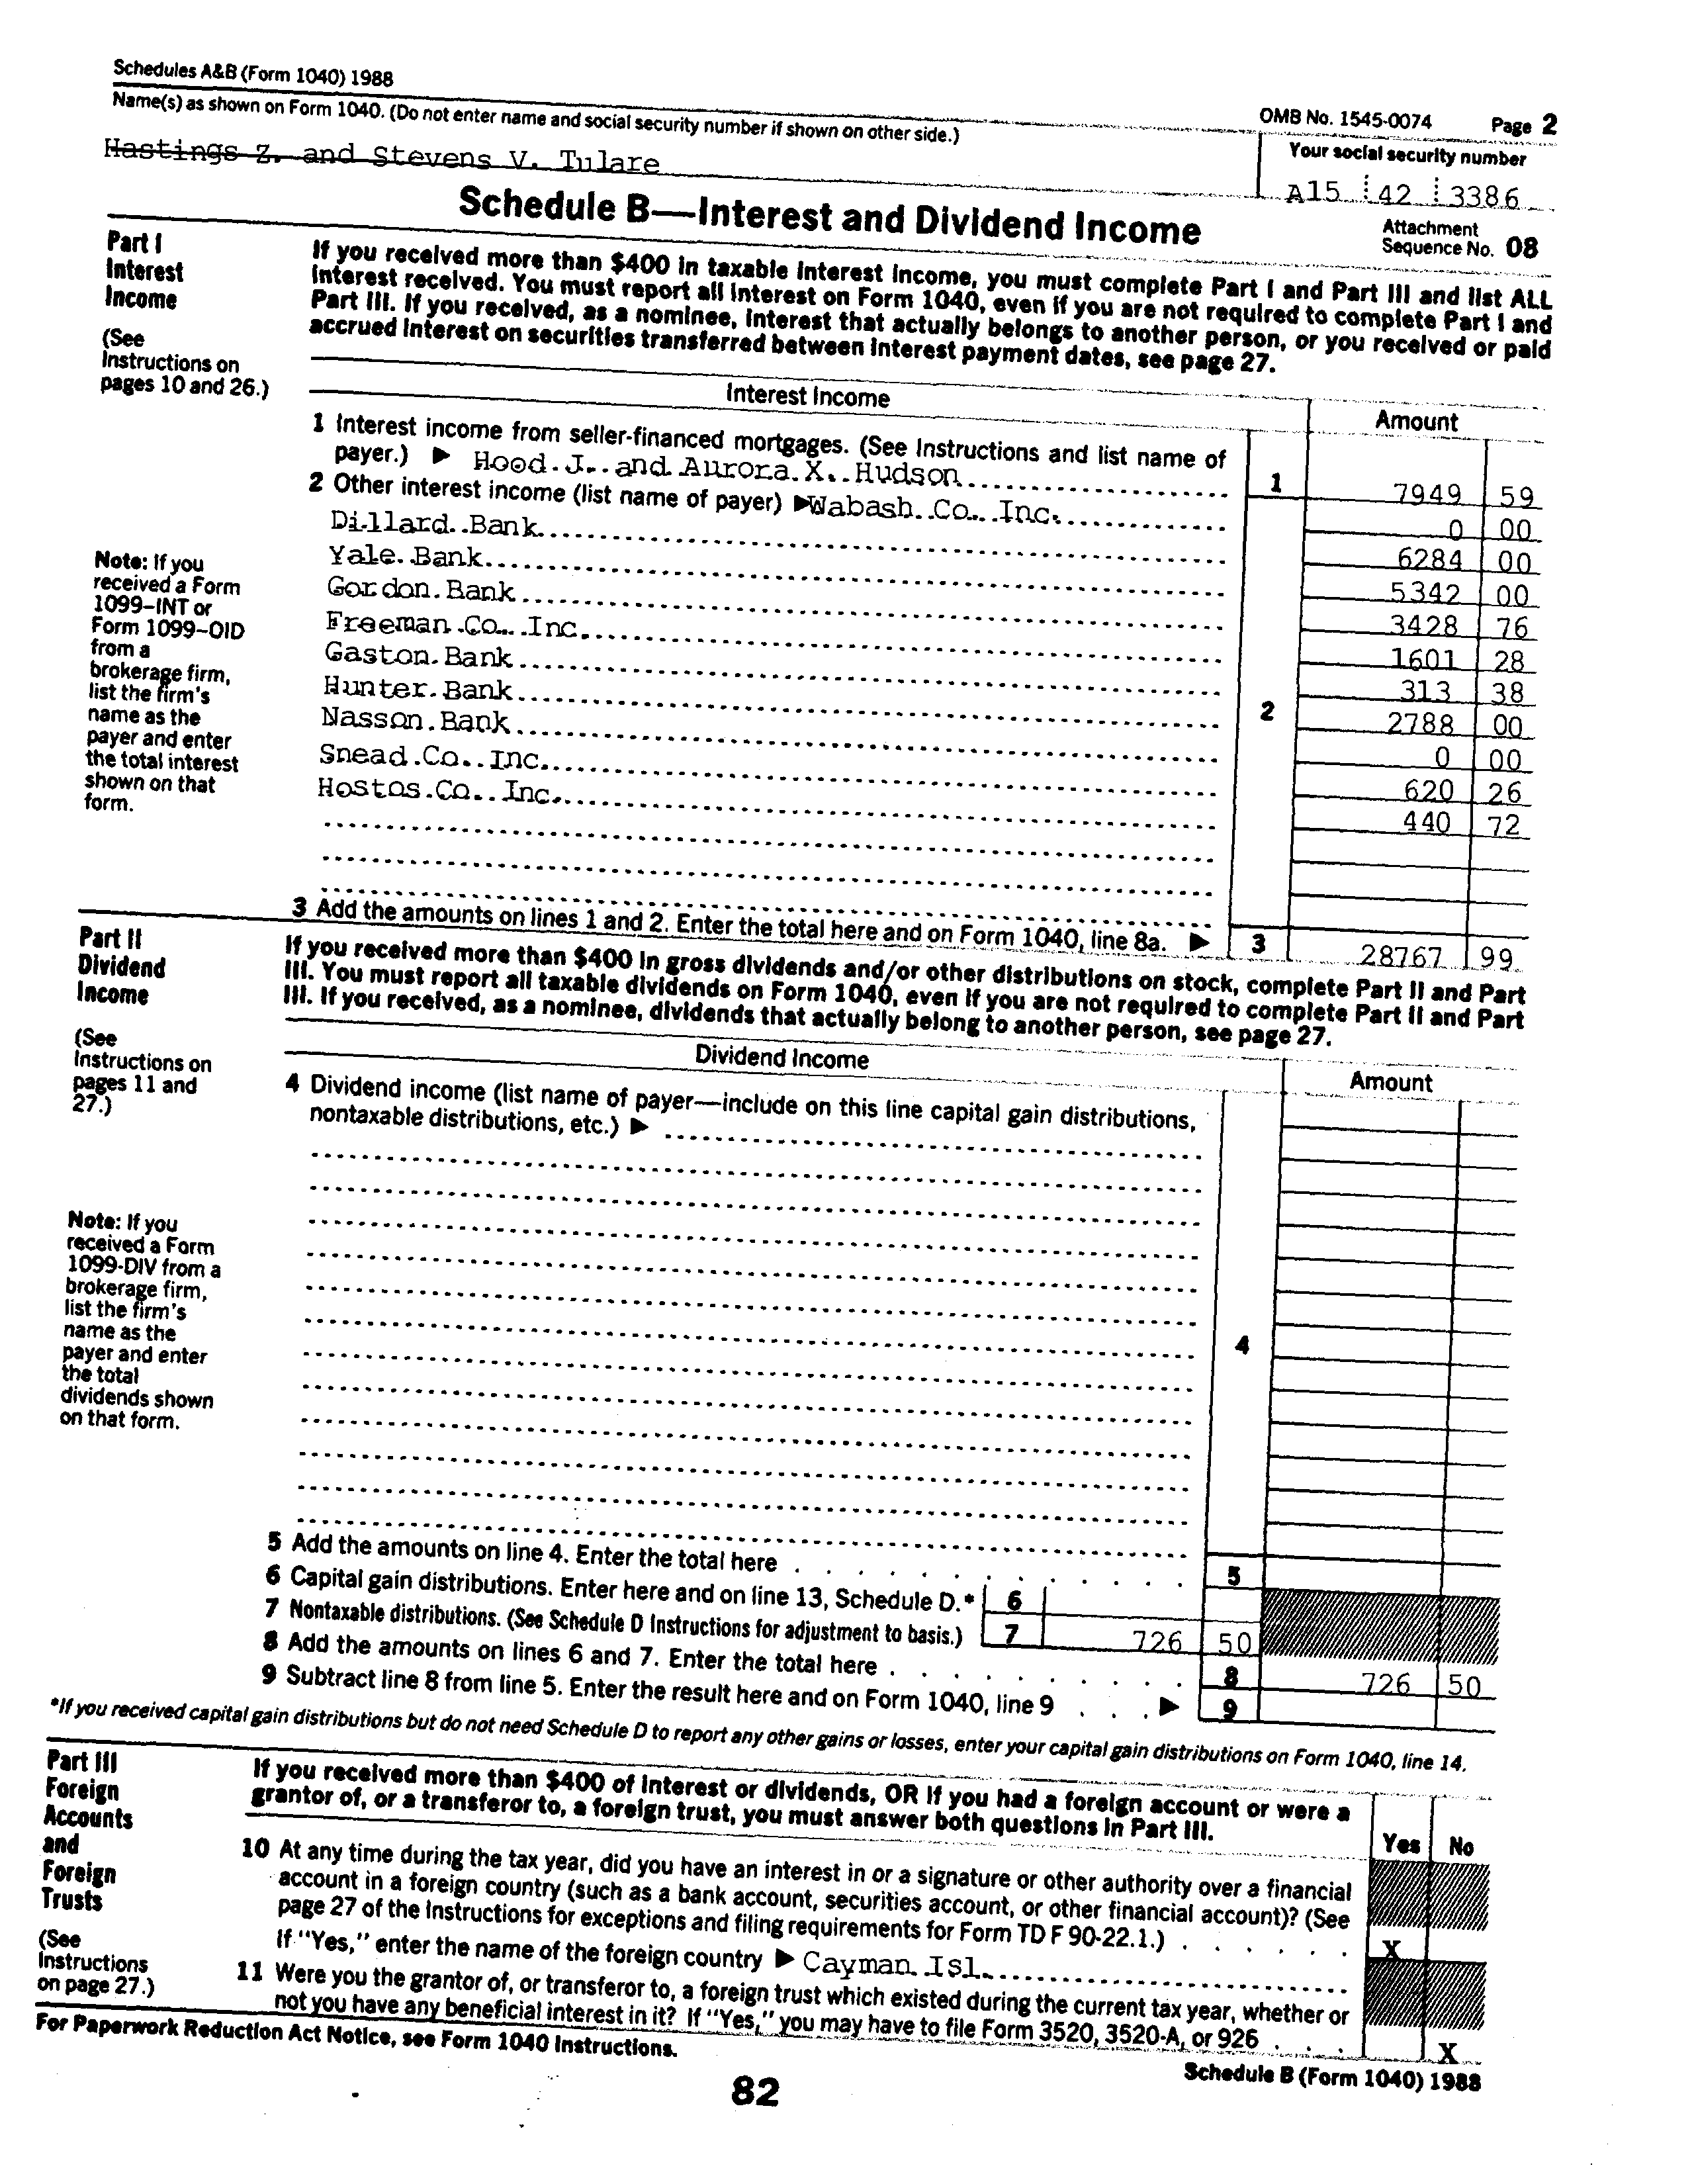 Schedules A&B (Form 1040) 1988
OMB No. 1545-0074 Page 2
Name(s) as shown on Form 1040. (Do not enter name and social security number if shown on other side.)
Your social security number
Hastings Z. and Stevens V. Tulare
A15 42 3386
Schedule B—Interest and Dividend Income
Attachment
Sequence No. 08
Part I
Interest
Income
(See
Instructions on
pages 10 and 26.)
If you received more than $400 in taxable interest income, you must complete Part I and Part III and list ALL
interest received. You must report all interest on Form 1040, even if you are not required to complete Part I and
Part III. If you received, as a nominee, interest that actually belongs to another person, or you received or paid
accrued interest on securities transferred between interest payment dates, see page 27.
Interest Income
Amount
1 Interest income from seller-financed mortgages. (See Instructions and list name of
payer.) ▶ Hood J. and Aurora X. Hudson
1 7949 59
2 Other interest income (list name of payer) ▶ Wabash Co. Inc.
0 00
Dillard Bank
6284 00
Yale Bank
5342 00
Gordon Bank
3428 76
Freeman Co. Inc.
1601 28
Gaston Bank
313 38
Hunter Bank
2
2788 00
Nasson Bank
0 00
Snead Co. Inc.
620 26
Hostos Co. Inc.
440 72
Note: If you
received a Form
1099–INT or
Form 1099–OID
from a
brokerage firm,
list the firm's
name as the
payer and enter
the total interest
shown on that
form.
3 Add the amounts on lines 1 and 2. Enter the total here and on Form 1040, line 8a. ▶ 3 28767 99
Part II
Dividend
Income
(See
Instructions on
pages 11 and
27.)
If you received more than $400 in gross dividends and/or other distributions on stock, complete Part II and Part
III. You must report all taxable dividends on Form 1040, even if you are not required to complete Part II and Part
III. If you received, as a nominee, dividends that actually belong to another person, see page 27.
Dividend Income
Amount
4 Dividend income (list name of payer—include on this line capital gain distributions,
nontaxable distributions, etc.) ▶
4
Note: If you
received a Form
1099-DIV from a
brokerage firm,
list the firm's
name as the
payer and enter
the total
dividends shown
on that form.
5 Add the amounts on line 4. Enter the total here 5
6 Capital gain distributions. Enter here and on line 13, Schedule D.* 6
7 Nontaxable distributions. (See Schedule D Instructions for adjustment to basis.) 7 726 50
8 Add the amounts on lines 6 and 7. Enter the total here 8 726 50
9 Subtract line 8 from line 5. Enter the result here and on Form 1040, line 9 ▶ 9
*If you received capital gain distributions but do not need Schedule D to report any other gains or losses, enter your capital gain distributions on Form 1040, line 14.
Part III
Foreign
Accounts
and
Foreign
Trusts
(See
Instructions
on page 27.)
If you received more than $400 of interest or dividends, OR if you had a foreign account or were a
grantor of, or a transferor to, a foreign trust, you must answer both questions in Part III.
Yes No
10 At any time during the tax year, did you have an interest in or a signature or other authority over a financial
account in a foreign country (such as a bank account, securities account, or other financial account)? (See
page 27 of the Instructions for exceptions and filing requirements for Form TD F 90-22.1.) X
If "Yes," enter the name of the foreign country ▶ Cayman Isl.
11 Were you the grantor of, or transferor to, a foreign trust which existed during the current tax year, whether or
not you have any beneficial interest in it? If "Yes," you may have to file Form 3520, 3520-A, or 926 X
For Paperwork Reduction Act Notice, see Form 1040 Instructions.
Schedule B (Form 1040) 1988
82